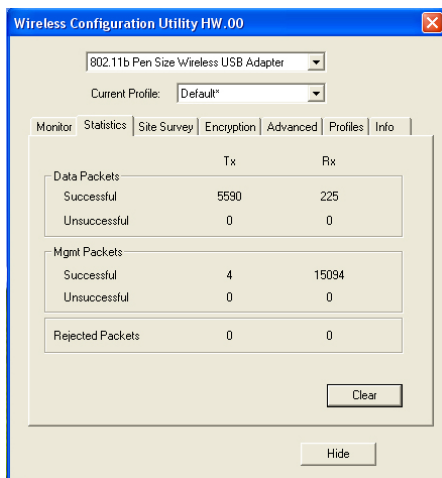 Wireless Configuration Utility HW.00
802.11b Pen Size Wireless USB Adapter
Current Profile: Default*
Monitor Statistics Site Survey Encryption Advanced Profiles Info
Tx Rx
Data Packets
Successful 5590 225
Unsuccessful 0 0
Mgmt Packets
Successful 4 15094
Unsuccessful 0 0
Rejected Packets 0 0
Clear
Hide